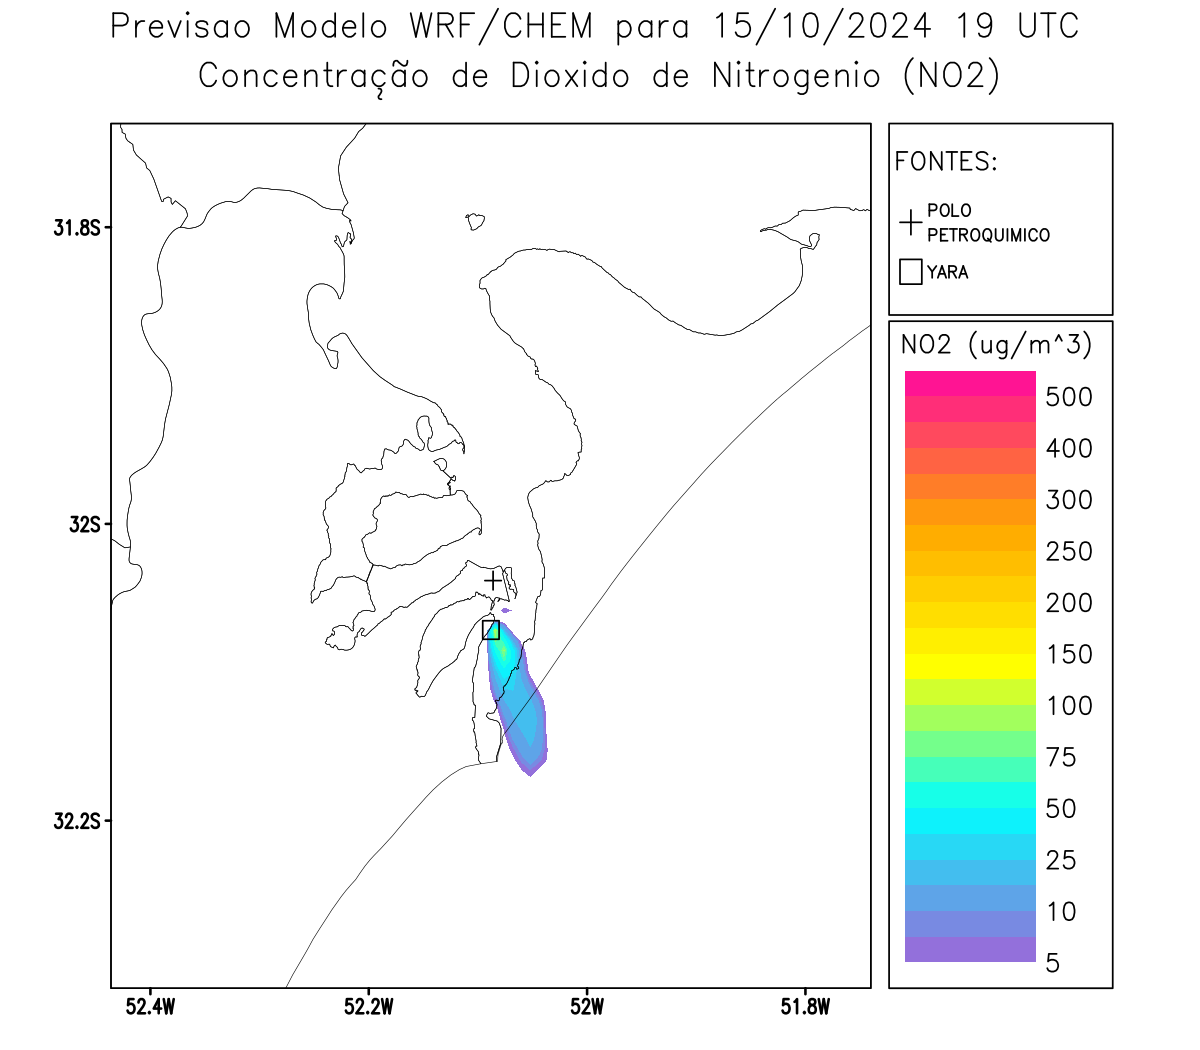 Previsao Modelo WRF/CHEM para 15/10/2024 19 UTC
Concentração de Dioxido de Nitrogenio (NO2)
FONTES:
POLO
PETROQUIMICO
YARA
NO2 (ug/m^3)
500
400
300
250
200
150
100
75
50
25
10
5
31.8S
32S
32.2S
52.4W
52.2W
52W
51.8W